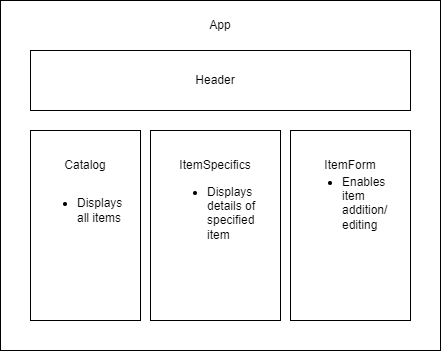 App
Header
Catalog
• Displays
all items
ItemSpecifics
• Displays
details of
specified
item
ItemForm
• Enables
item
addition/
editing